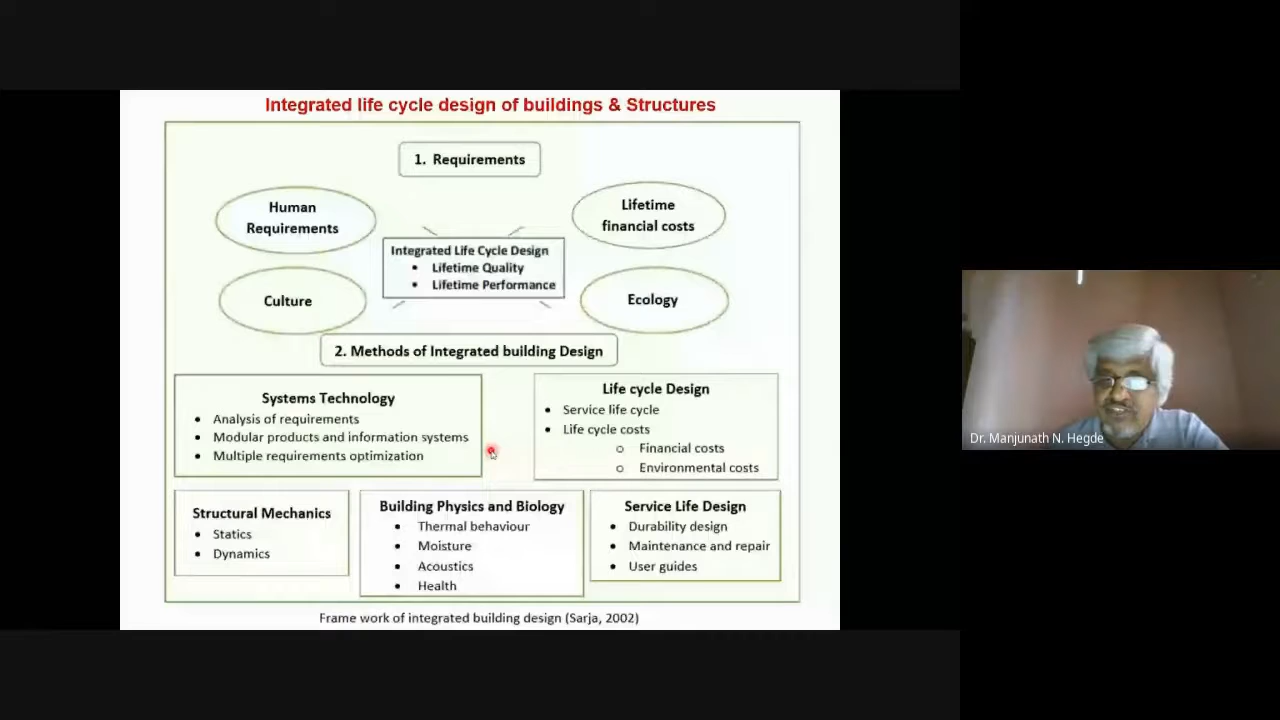 Integrated life cycle design of buildings & Structures
1. Requirements
Human
Requirements
Lifetime
financial costs
Integrated Life Cycle Design
• Lifetime Quality
• Lifetime Performance
Culture
Ecology
2. Methods of Integrated building Design
Systems Technology
• Analysis of requirements
• Modular products and information systems
• Multiple requirements optimization
Life cycle Design
• Service life cycle
• Life cycle costs
o Financial costs
o Environmental costs
Structural Mechanics
• Statics
• Dynamics
Building Physics and Biology
• Thermal behaviour
• Moisture
• Acoustics
• Health
Service Life Design
• Durability design
• Maintenance and repair
• User guides
Frame work of integrated building design (Sarja, 2002)
Dr. Manjunath N. Hegde